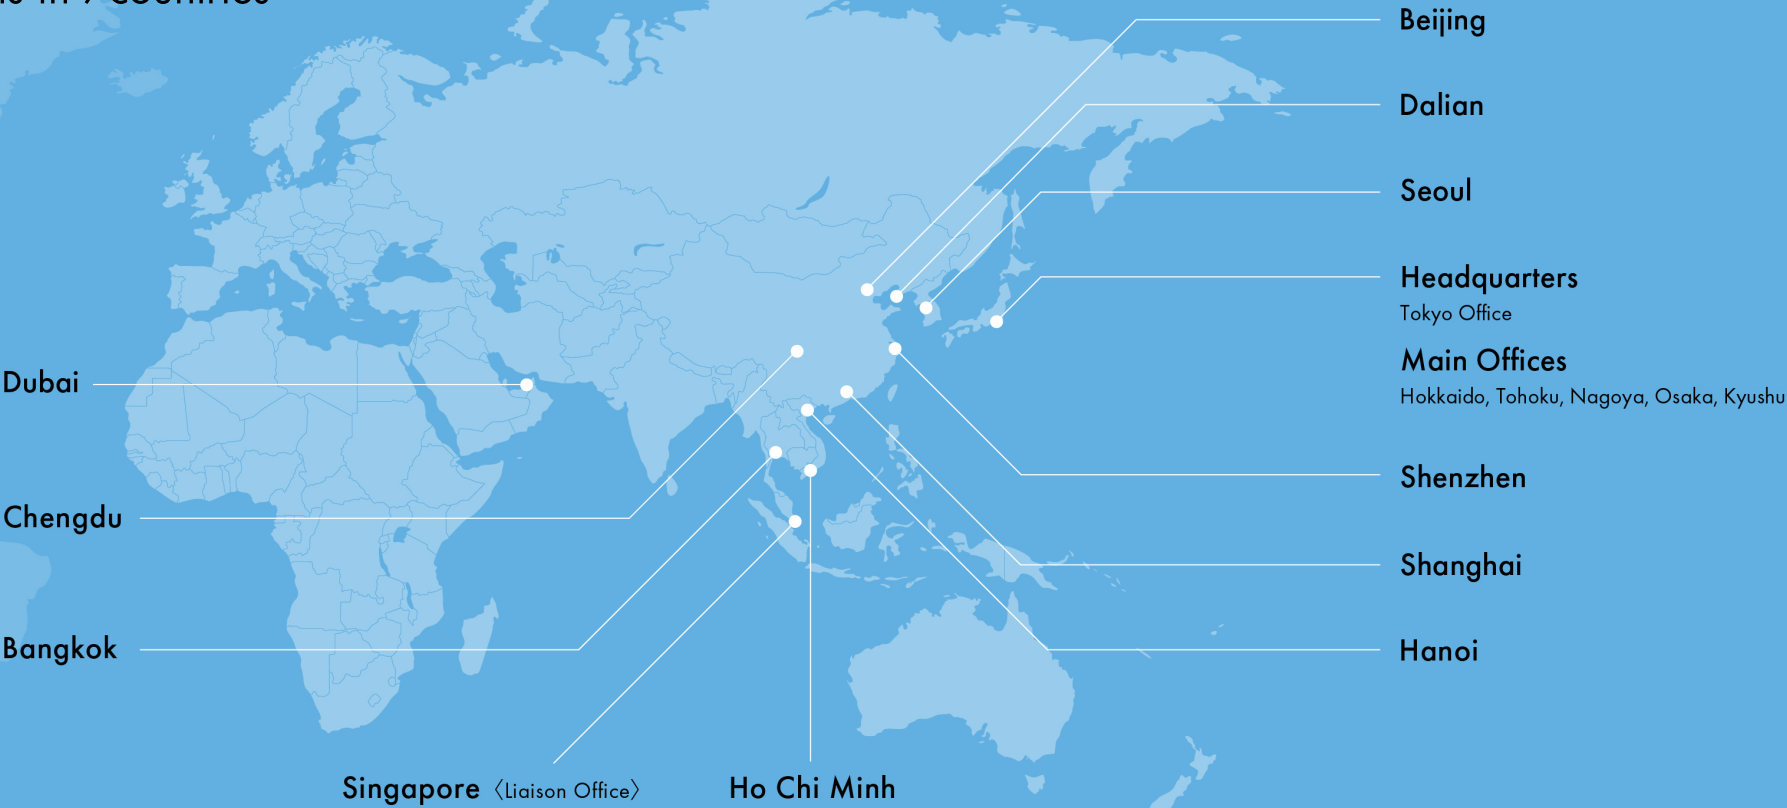 Beijing
Dalian
Seoul
Headquarters
Tokyo Office
Main Offices
Hokkaido, Tohoku, Nagoya, Osaka, Kyushu
Dubai
Shenzhen
Chengdu
Shanghai
Bangkok
Hanoi
Singapore 〈Liaison Office〉
Ho Chi Minh